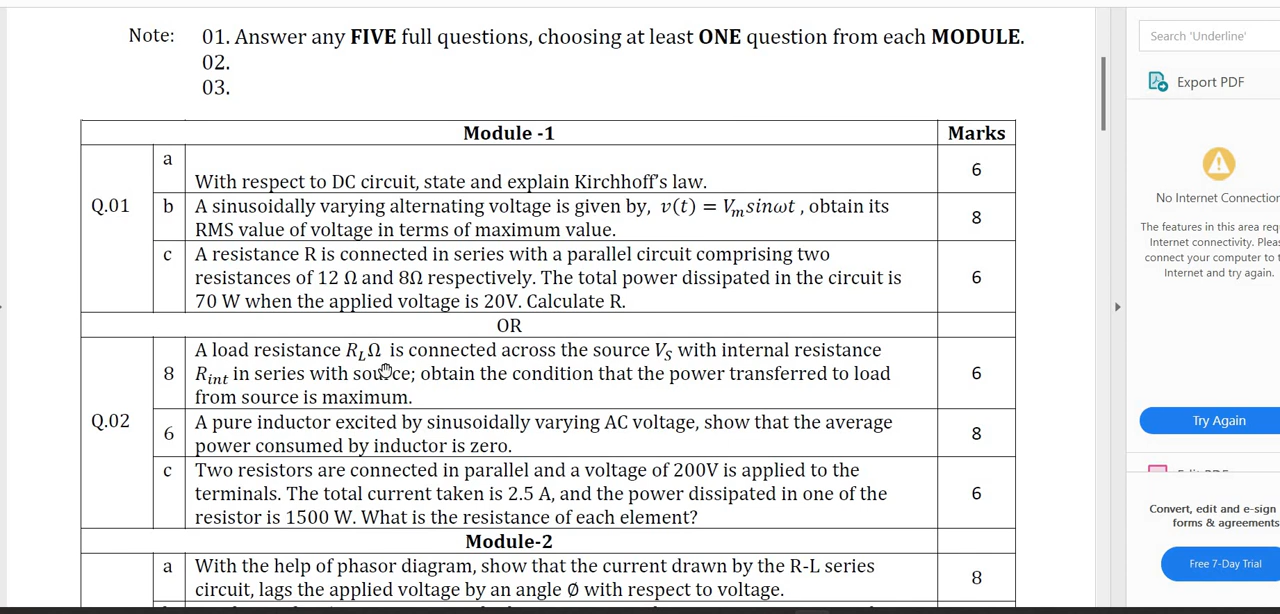 Note: 01. Answer any FIVE full questions, choosing at least ONE question from each MODULE.
02.
03.
Module -1 Marks
Q.01 a With respect to DC circuit, state and explain Kirchhoff's law. 6
b A sinusoidally varying alternating voltage is given by, v(t) = Vₘsinωt , obtain its
RMS value of voltage in terms of maximum value. 8
c A resistance R is connected in series with a parallel circuit comprising two
resistances of 12 Ω and 8Ω respectively. The total power dissipated in the circuit is
70 W when the applied voltage is 20V. Calculate R. 6
OR
Q.02 8 A load resistance R_LΩ is connected across the source V_S with internal resistance
R_int in series with source; obtain the condition that the power transferred to load
from source is maximum. 6
6 A pure inductor excited by sinusoidally varying AC voltage, show that the average
power consumed by inductor is zero. 8
c Two resistors are connected in parallel and a voltage of 200V is applied to the
terminals. The total current taken is 2.5 A, and the power dissipated in one of the
resistor is 1500 W. What is the resistance of each element? 6
Module-2
a With the help of phasor diagram, show that the current drawn by the R-L series
circuit, lags the applied voltage by an angle Ø with respect to voltage. 8
Search 'Underline'
Export PDF
No Internet Connection
The features in this area req
Internet connectivity. Pleas
connect your computer to t
Internet and try again.
Try Again
Convert, edit and e-sign
forms & agreements
Free 7-Day Trial